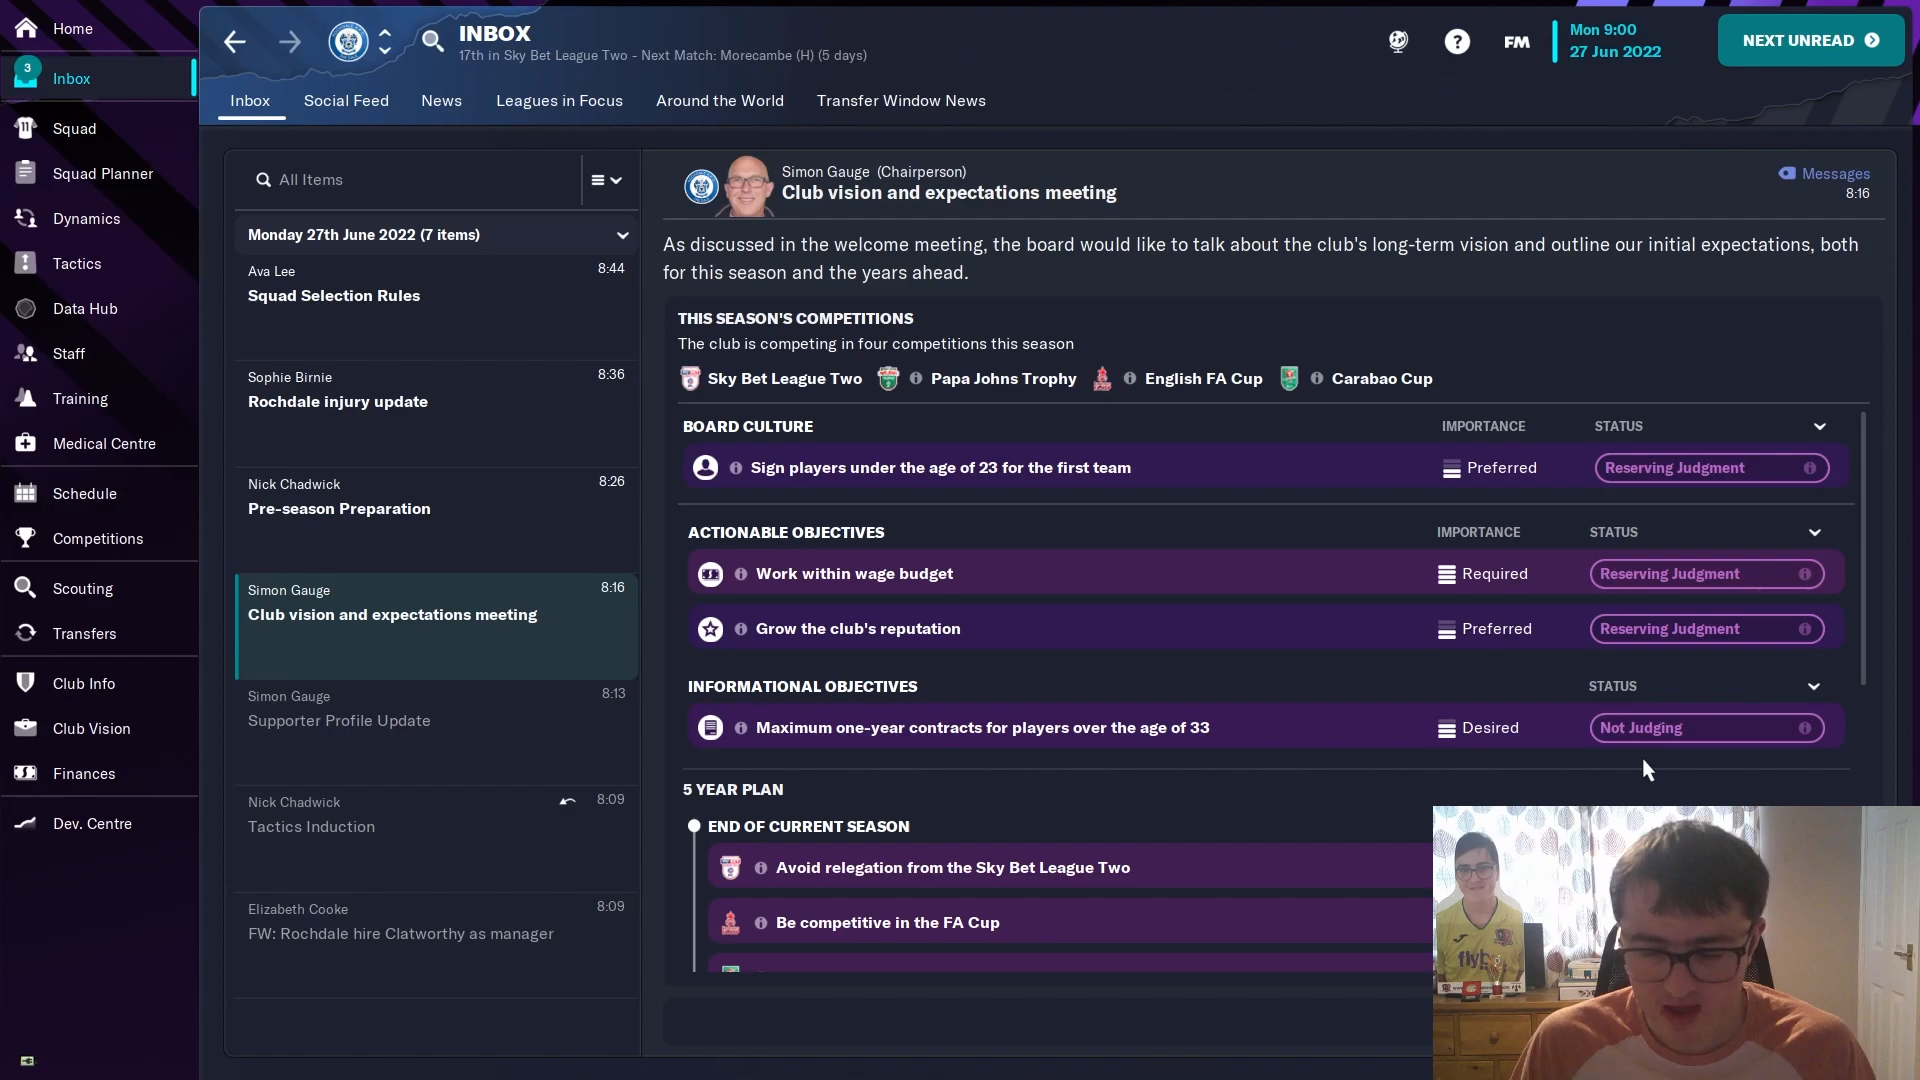 Home
3
Inbox
Squad
Squad Planner
Dynamics
Tactics
Data Hub
Staff
Training
Medical Centre
Schedule
Competitions
Scouting
Transfers
Club Info
Club Vision
Finances
Dev. Centre
INBOX
17th in Sky Bet League Two - Next Match: Morecambe (H) (5 days)
?
FM
Mon 9:00
27 Jun 2022
NEXT UNREAD
Inbox
Social Feed
News
Leagues in Focus
Around the World
Transfer Window News
All Items
Monday 27th June 2022 (7 items)
Ava Lee 8:44
Squad Selection Rules
Sophie Birnie 8:36
Rochdale injury update
Nick Chadwick 8:26
Pre-season Preparation
Simon Gauge 8:16
Club vision and expectations meeting
Simon Gauge 8:13
Supporter Profile Update
Nick Chadwick 8:09
Tactics Induction
Elizabeth Cooke 8:09
FW: Rochdale hire Clatworthy as manager
Simon Gauge (Chairperson)
Club vision and expectations meeting
Messages
8:16
As discussed in the welcome meeting, the board would like to talk about the club's long-term vision and outline our initial expectations, both
for this season and the years ahead.
THIS SEASON'S COMPETITIONS
The club is competing in four competitions this season
Sky Bet League Two Papa Johns Trophy English FA Cup Carabao Cup
BOARD CULTURE IMPORTANCE STATUS
Sign players under the age of 23 for the first team Preferred Reserving Judgment
ACTIONABLE OBJECTIVES IMPORTANCE STATUS
Work within wage budget Required Reserving Judgment
Grow the club's reputation Preferred Reserving Judgment
INFORMATIONAL OBJECTIVES STATUS
Maximum one-year contracts for players over the age of 33 Desired Not Judging
5 YEAR PLAN
END OF CURRENT SEASON
Avoid relegation from the Sky Bet League Two
Be competitive in the FA Cup
flyb